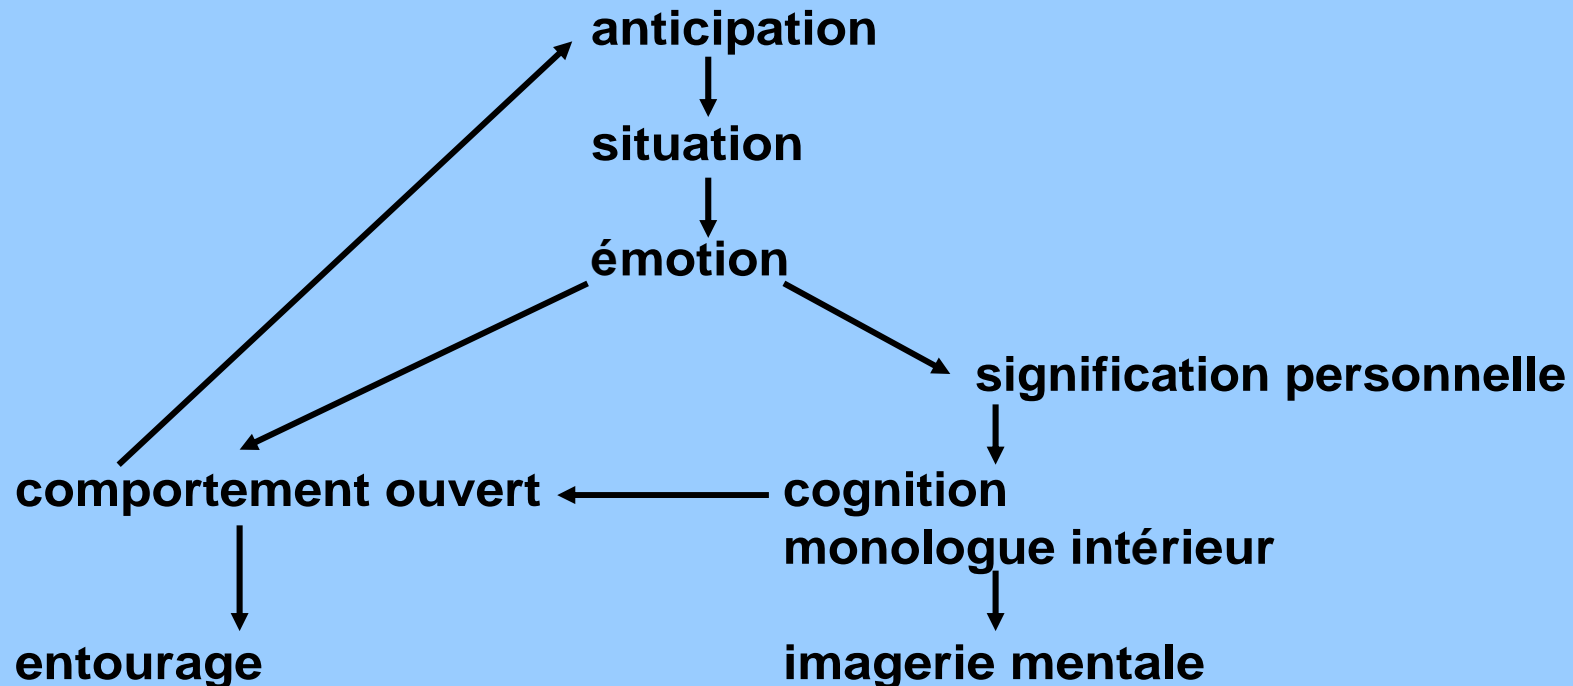 anticipation
situation
émotion
signification personnelle
comportement ouvert
cognition
monologue intérieur
entourage
imagerie mentale